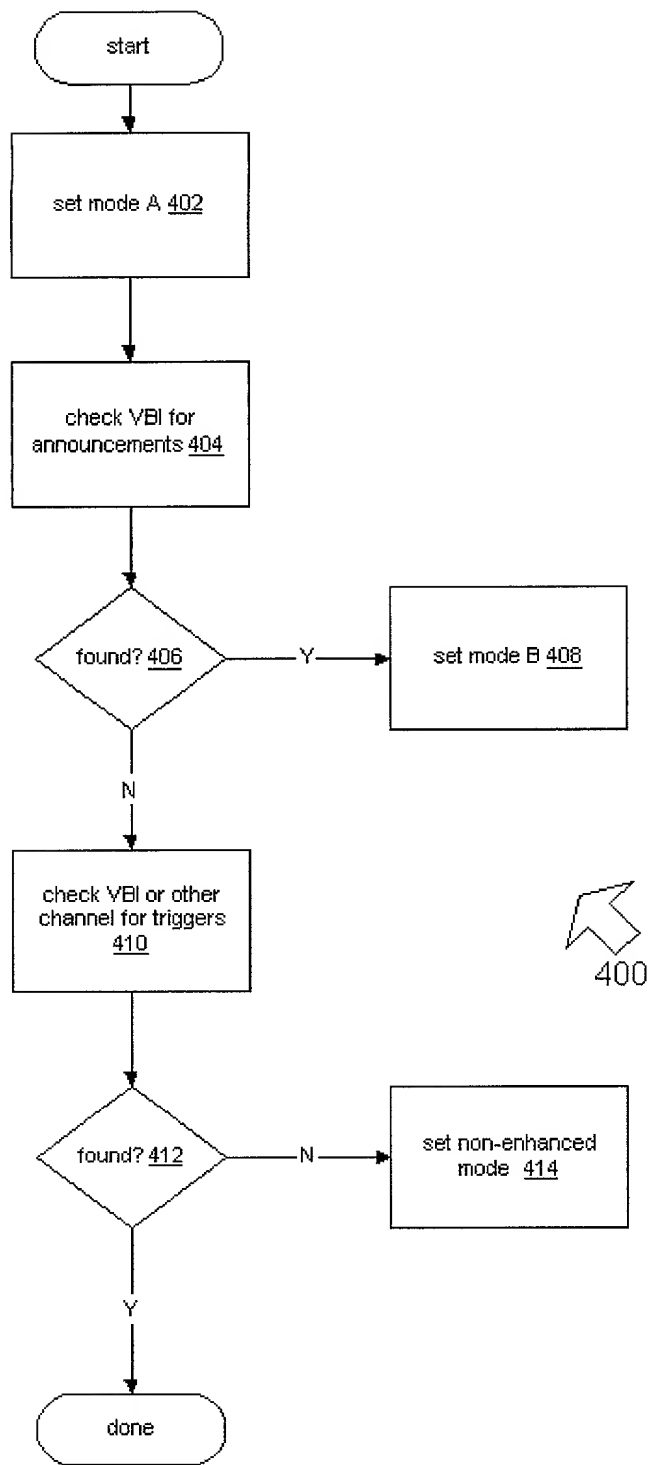 start
set mode A 402
check VBI for
announcements 404
found? 406
Y
set mode B 408
N
check VBI or other
channel for triggers
410
400
found? 412
N
set non-enhanced
mode 414
Y
done